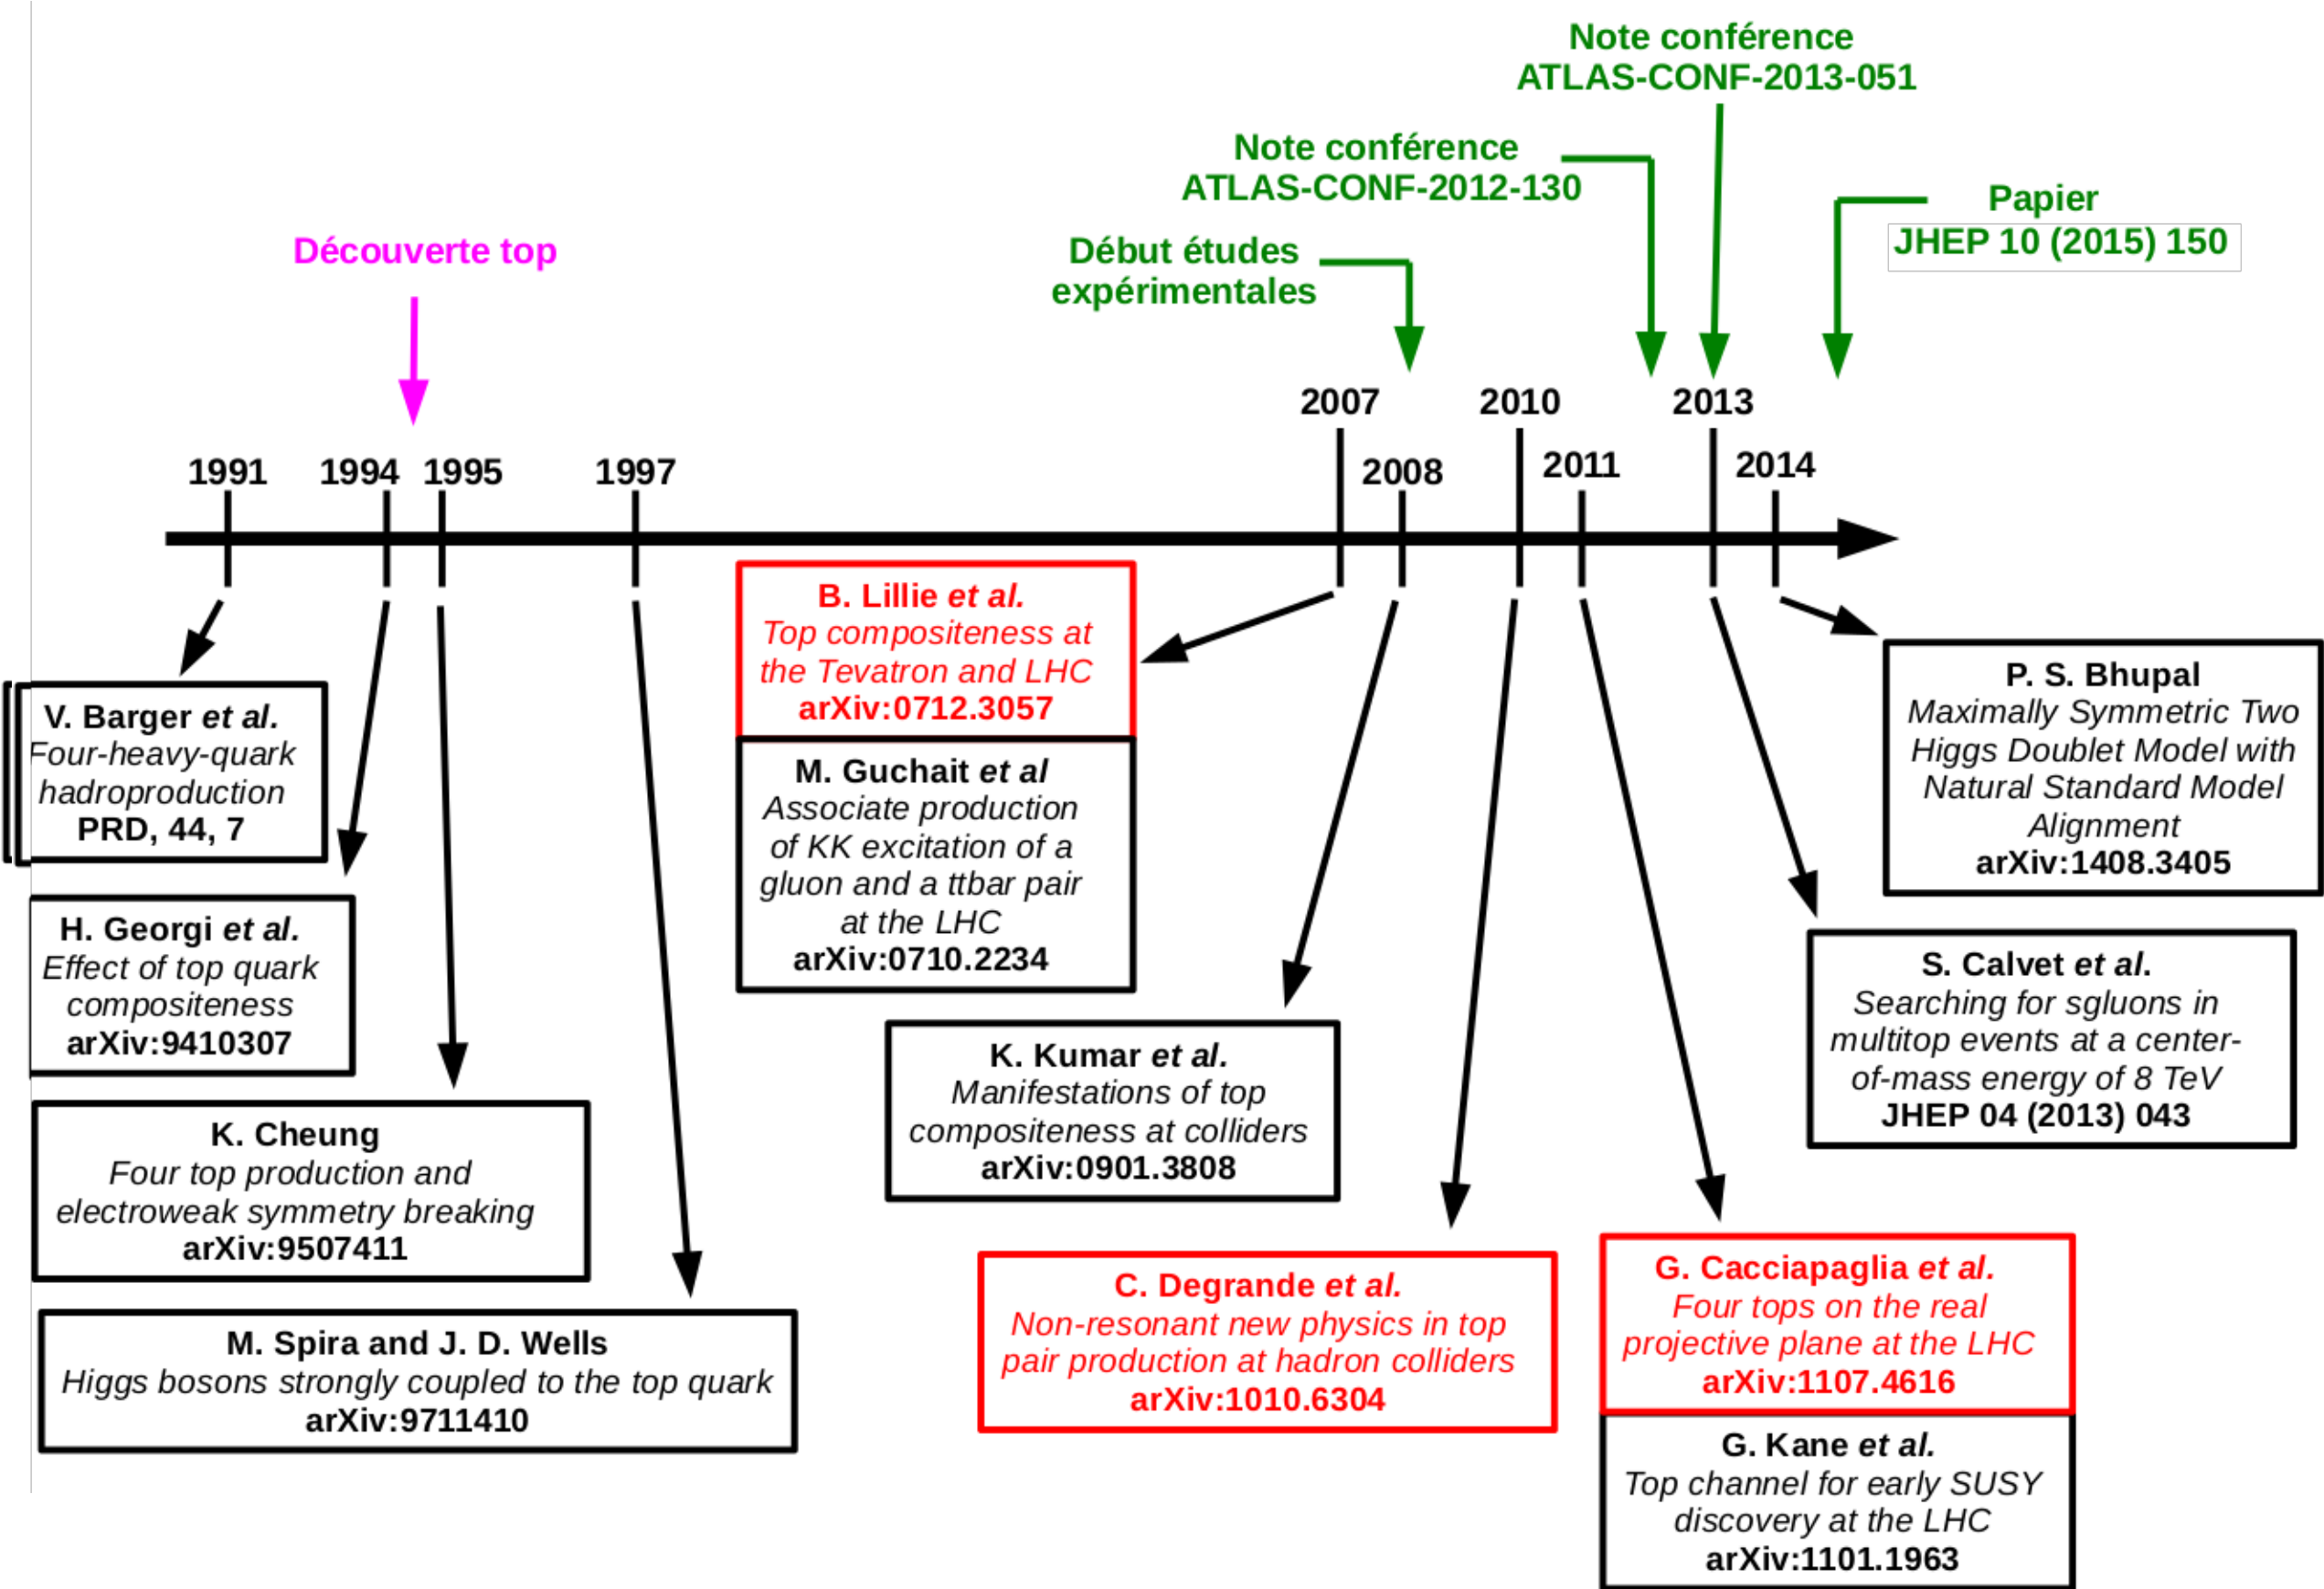 Note conférence
ATLAS-CONF-2013-051
Note conférence
ATLAS-CONF-2012-130
Papier
JHEP 10 (2015) 150
Découverte top
Début études
expérimentales
2007
2010
2013
1991
1994
1995
1997
2008
2011
2014
V. Barger et al.
Four-heavy-quark
hadroproduction
PRD, 44, 7
H. Georgi et al.
Effect of top quark
compositeness
arXiv:9410307
K. Cheung
Four top production and
electroweak symmetry breaking
arXiv:9507411
M. Spira and J. D. Wells
Higgs bosons strongly coupled to the top quark
arXiv:9711410
B. Lillie et al.
Top compositeness at
the Tevatron and LHC
arXiv:0712.3057
M. Guchait et al
Associate production
of KK excitation of a
gluon and a ttbar pair
at the LHC
arXiv:0710.2234
K. Kumar et al.
Manifestations of top
compositeness at colliders
arXiv:0901.3808
C. Degrande et al.
Non-resonant new physics in top
pair production at hadron colliders
arXiv:1010.6304
G. Cacciapaglia et al.
Four tops on the real
projective plane at the LHC
arXiv:1107.4616
G. Kane et al.
Top channel for early SUSY
discovery at the LHC
arXiv:1101.1963
S. Calvet et al.
Searching for sgluons in
multitop events at a center-
of-mass energy of 8 TeV
JHEP 04 (2013) 043
P. S. Bhupal
Maximally Symmetric Two
Higgs Doublet Model with
Natural Standard Model
Alignment
arXiv:1408.3405